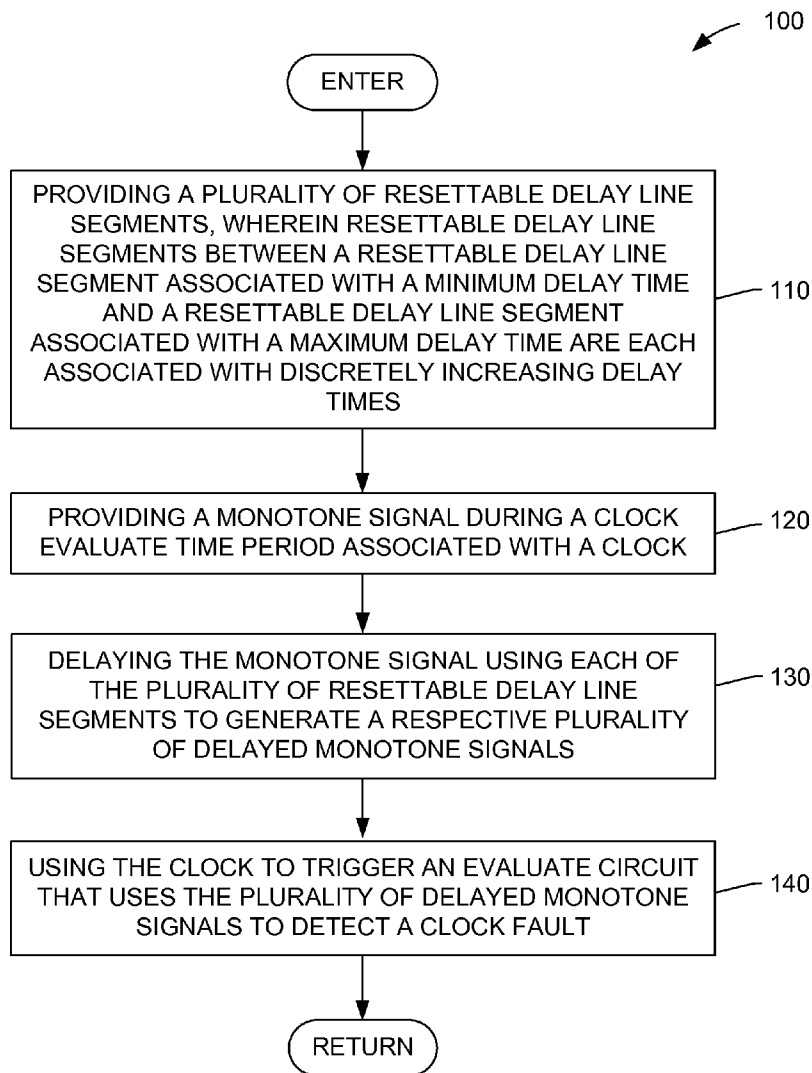 100
ENTER
PROVIDING A PLURALITY OF RESETTABLE DELAY LINE
SEGMENTS, WHEREIN RESETTABLE DELAY LINE
SEGMENTS BETWEEN A RESETTABLE DELAY LINE
SEGMENT ASSOCIATED WITH A MINIMUM DELAY TIME
AND A RESETTABLE DELAY LINE SEGMENT
ASSOCIATED WITH A MAXIMUM DELAY TIME ARE EACH
ASSOCIATED WITH DISCRETELY INCREASING DELAY
TIMES
110
PROVIDING A MONOTONE SIGNAL DURING A CLOCK
EVALUATE TIME PERIOD ASSOCIATED WITH A CLOCK
120
DELAYING THE MONOTONE SIGNAL USING EACH OF
THE PLURALITY OF RESETTABLE DELAY LINE
SEGMENTS TO GENERATE A RESPECTIVE PLURALITY
OF DELAYED MONOTONE SIGNALS
130
USING THE CLOCK TO TRIGGER AN EVALUATE CIRCUIT
THAT USES THE PLURALITY OF DELAYED MONOTONE
SIGNALS TO DETECT A CLOCK FAULT
140
RETURN